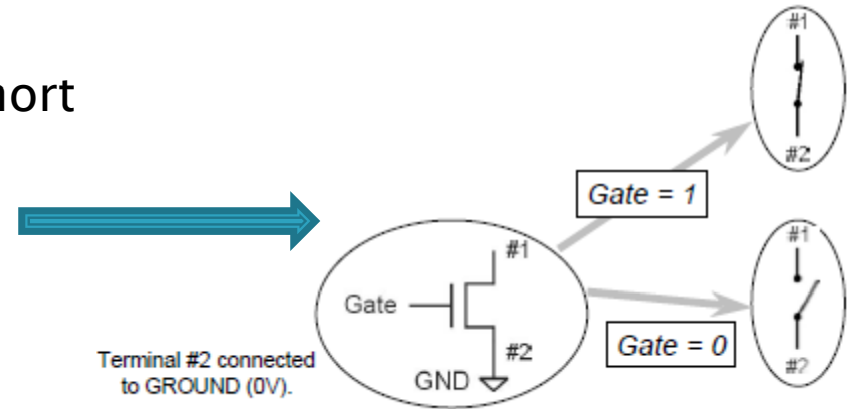 #1
#2
hort
Gate = 1
#1
#2
Gate
#1
#2
GND
Gate = 0
Terminal #2 connected
to GROUND (0V).